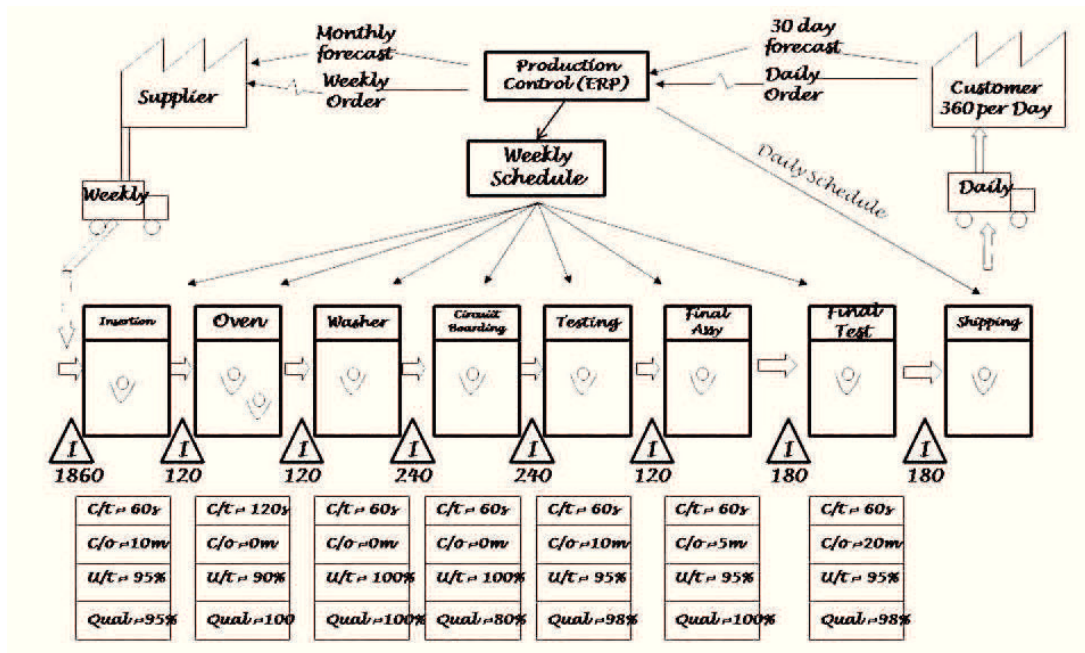 Monthly
forecast
Weekly
Order
Supplier
Production
Control (ERP)
30 day
forecast
Daily
Order
Customer
360 per Day
Weekly
Schedule
Daily Schedule
Weekly
Daily
Insertion
Oven
Washer
Circuit
Boarding
Testing
Final
Assy
Final
Test
Shipping
I
I
I
I
I
I
I
I
1860
120
120
240
240
120
180
180
C/t = 60s
C/o = 10m
U/t = 95%
Qual = 95%
C/t = 120s
C/o = 0m
U/t = 90%
Qual = 100
C/t = 60s
C/o = 0m
U/t = 100%
Qual = 100%
C/t = 60s
C/o = 0m
U/t = 100%
Qual = 80%
C/t = 60s
C/o = 10m
U/t = 95%
Qual = 98%
C/t = 60s
C/o = 5m
U/t = 95%
Qual = 100%
C/t = 60s
C/o = 20m
U/t = 95%
Qual = 98%